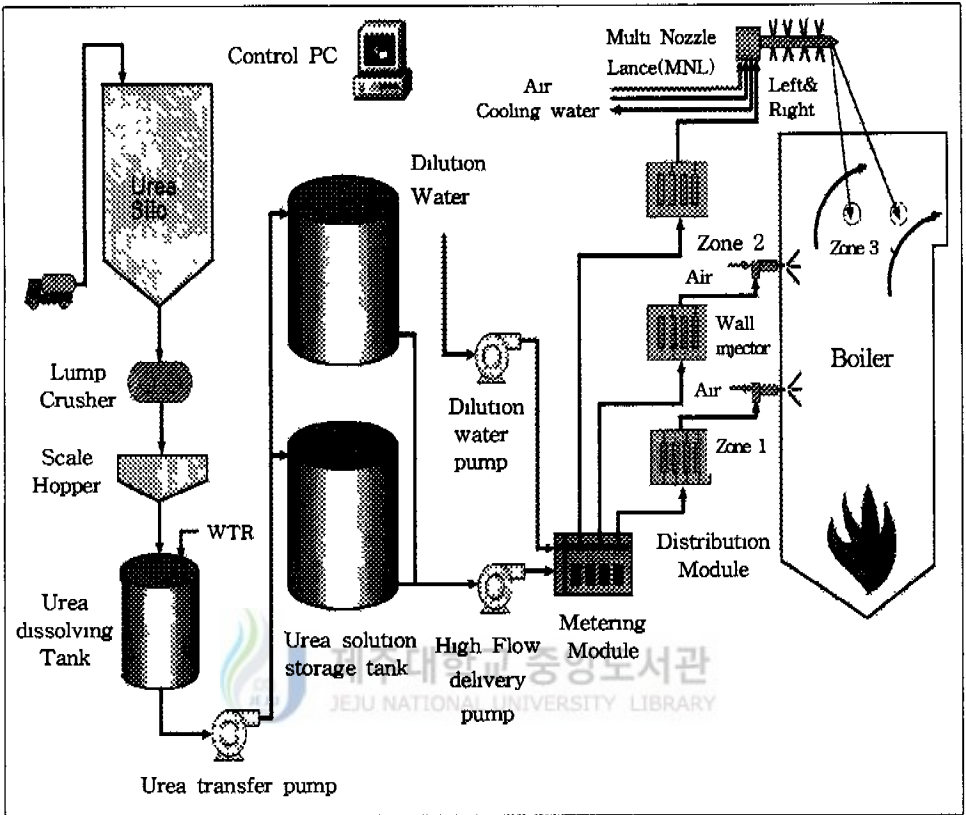 Control PC
Multi Nozzle
Lance(MNL)
Air
Cooling water
Left&
Right
Urea
Silo
Dilution
Water
Zone 2
Zone 3
Air
Wall
injector
Boiler
Lump
Crusher
Air
Dilution
water
pump
Scale
Hopper
Zone 1
WTR
Distribution
Module
Urea
dissolving
Tank
Urea solution
storage tank
High Flow
delivery
pump
Metering
Module
제주대학교 중앙도서관
JEJU NATIONAL UNIVERSITY LIBRARY
Urea transfer pump